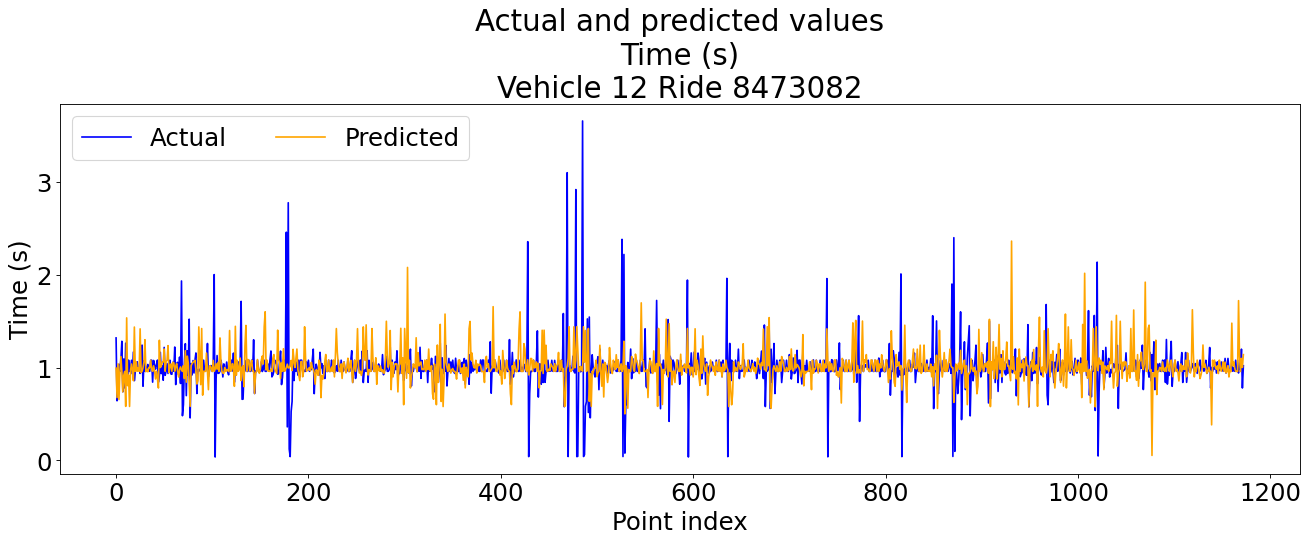 Actual and predicted values
Time (s)
Vehicle 12 Ride 8473082
Actual
Predicted
Time (s)
3
2
1
0
0
200
400
600
800
1000
1200
Point index